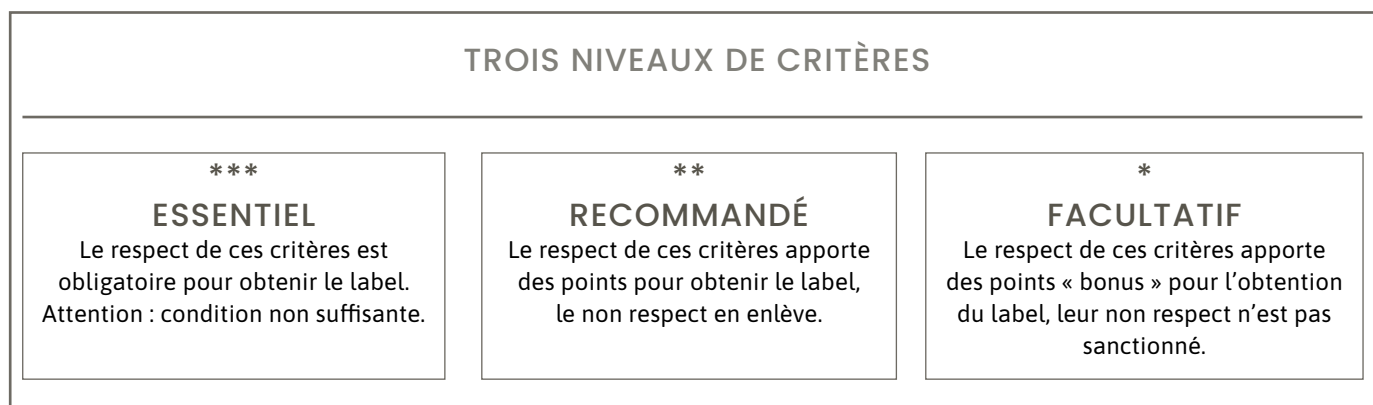 TROIS NIVEAUX DE CRITÈRES
***
ESSENTIEL
Le respect de ces critères est
obligatoire pour obtenir le label.
Attention : condition non suffisante.
**
RECOMMANDÉ
Le respect de ces critères apporte
des points pour obtenir le label,
le non respect en enlève.
*
FACULTATIF
Le respect de ces critères apporte
des points « bonus » pour l’obtention
du label, leur non respect n’est pas
sanctionné.